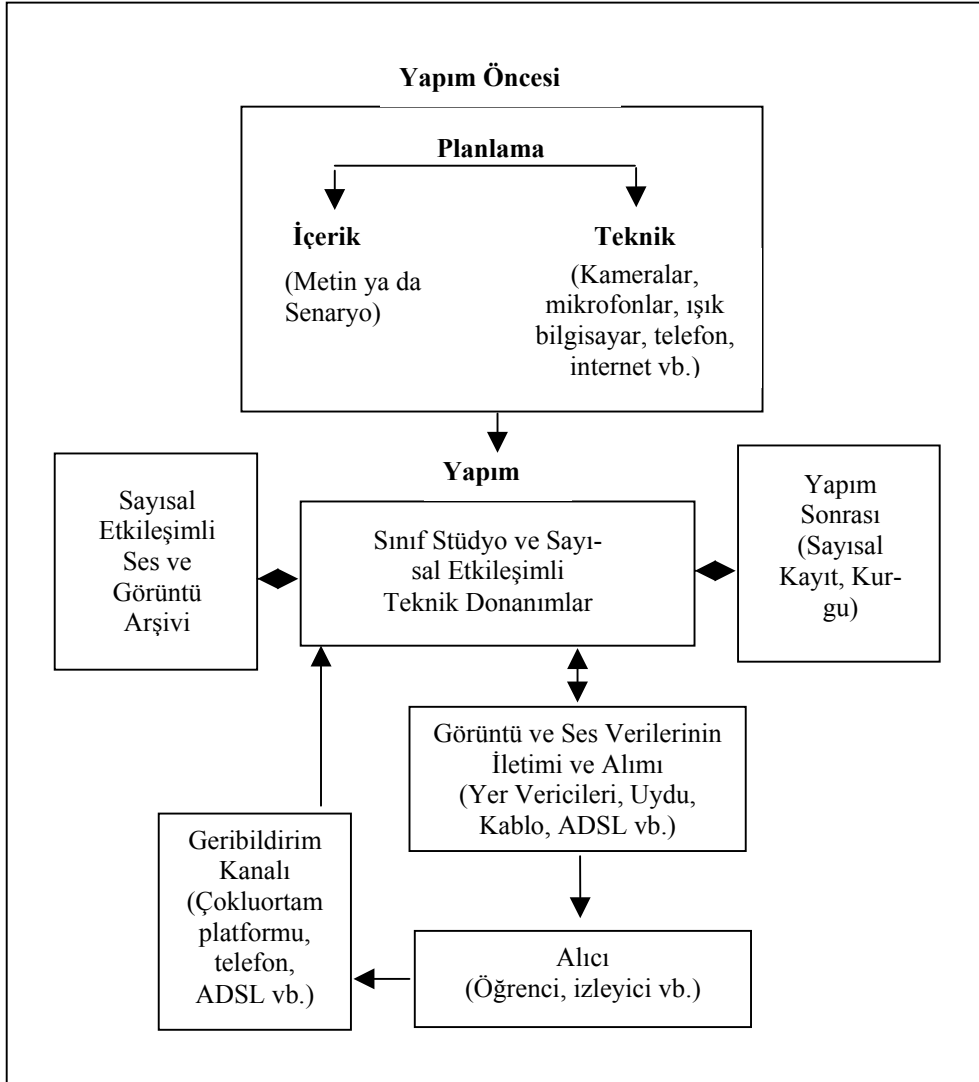 Yapım Öncesi
Planlama
İçerik
(Metin ya da
Senaryo)
Teknik
(Kameralar,
mikrofonlar, ışık
bilgisayar, telefon,
internet vb.)
Yapım
Sayısal
Etkileşimli
Ses ve
Görüntü
Arşivi
Sınıf Stüdyo ve Sayı-
sal Etkileşimli
Teknik Donanımlar
Yapım
Sonrası
(Sayısal
Kayıt, Kur-
gu)
Görüntü ve Ses Verilerinin
İletimi ve Alımı
(Yer Vericileri, Uydu,
Kablo, ADSL vb.)
Geribildirim
Kanalı
(Çokluortam
platformu,
telefon,
ADSL vb.)
Alıcı
(Öğrenci, izleyici vb.)